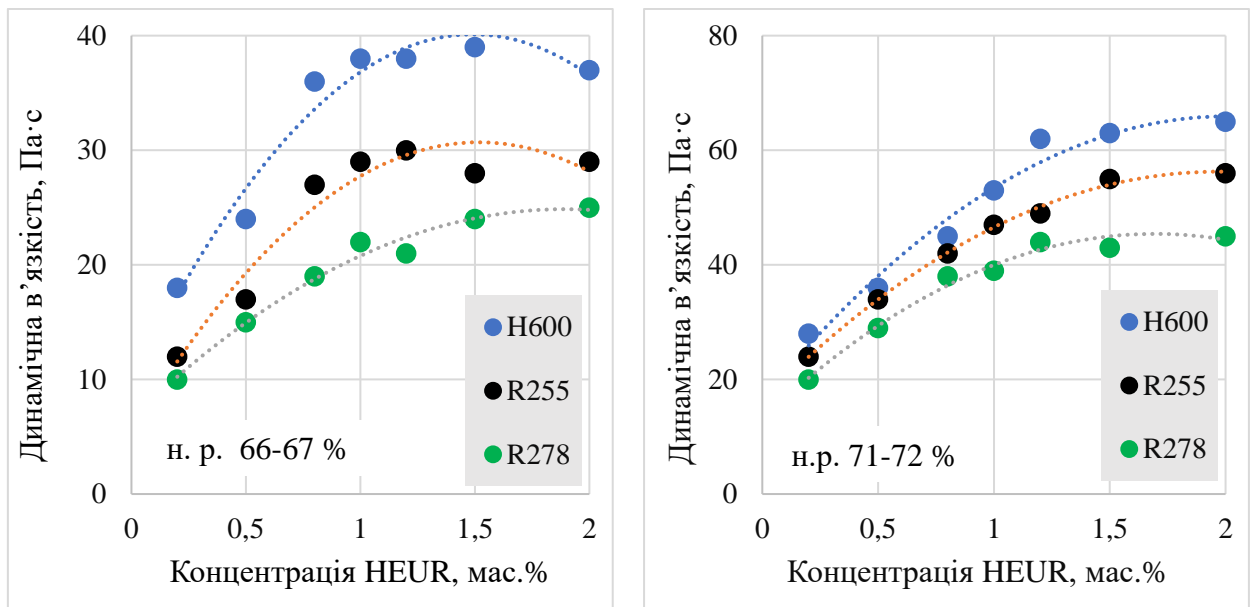 Динамічна в’язкість, Па·с
40
30
20
10
0
0
0,5
1
1,5
2
Концентрація HEUR, мас.%
н. р.  66-67 %
H600
R255
R278
Динамічна в’язкість, Па·с
80
60
40
20
0
0
0,5
1
1,5
2
Концентрація HEUR, мас.%
н.р. 71-72 %
H600
R255
R278